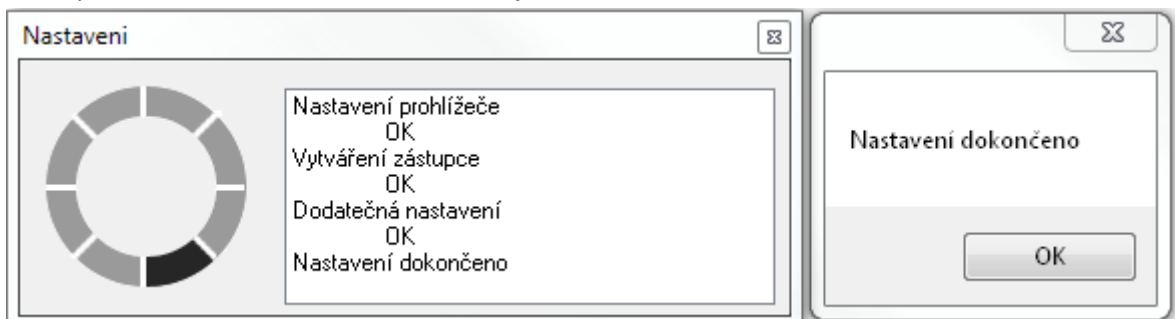 Nastaveni
Nastavení prohlížeče
OK
Vytváření zástupce
OK
Dodatečná nastavení
OK
Nastavení dokončeno
Nastavení dokončeno
OK